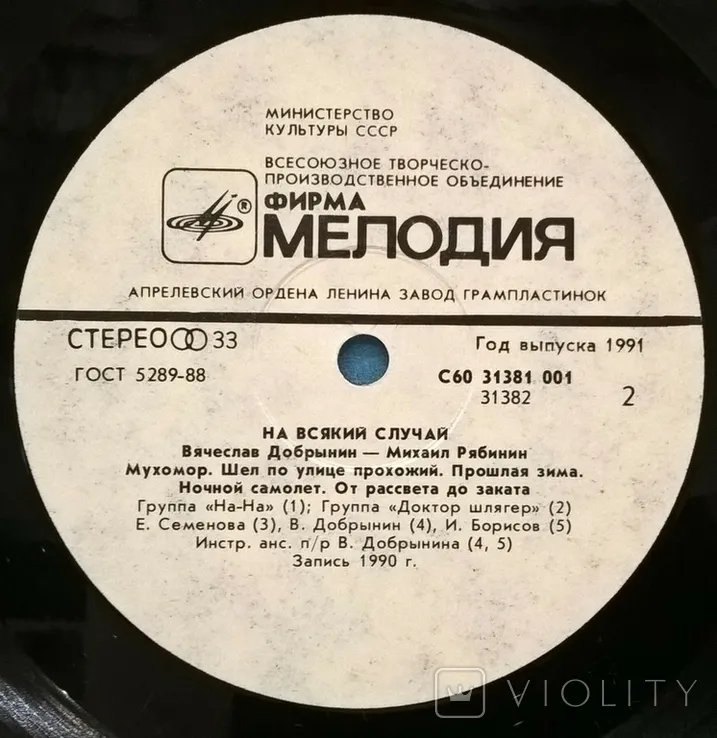 МИНИСТЕРСТВО
КУЛЬТУРЫ СССР
ВСЕСОЮЗНОЕ ТВОРЧЕСКО-
ПРОИЗВОДСТВЕННОЕ ОБЪЕДИНЕНИЕ
®
ФИРМА
МЕЛОДИЯ
АПРЕЛЕВСКИЙ ОРДЕНА ЛЕНИНА ЗАВОД ГРАМПЛАСТИНОК
СТЕРЕО 33
Год выпуска 1991
ГОСТ 5289-88
С60 31381 001
31382
2
НА ВСЯКИЙ СЛУЧАЙ
Вячеслав Добрынин — Михаил Рябинин
Мухомор. Шел по улице прохожий. Прошлая зима.
Ночной самолет. От рассвета до заката
Группа «На-На» (1); Группа «Доктор шлягер» (2)
Е. Семенова (3), В. Добрынин (4), И. Борисов (5)
Инстр. анс. п/р В. Добрынина (4, 5)
Запись 1990 г.
VIOLITY